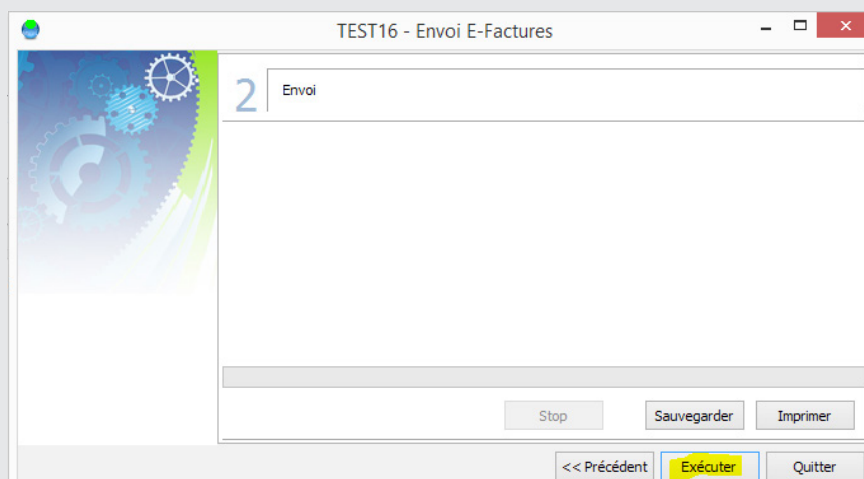 TEST16 - Envoi E-Factures
2 Envoi
Stop Sauvegarder Imprimer
<< Précédent Exécuter Quitter